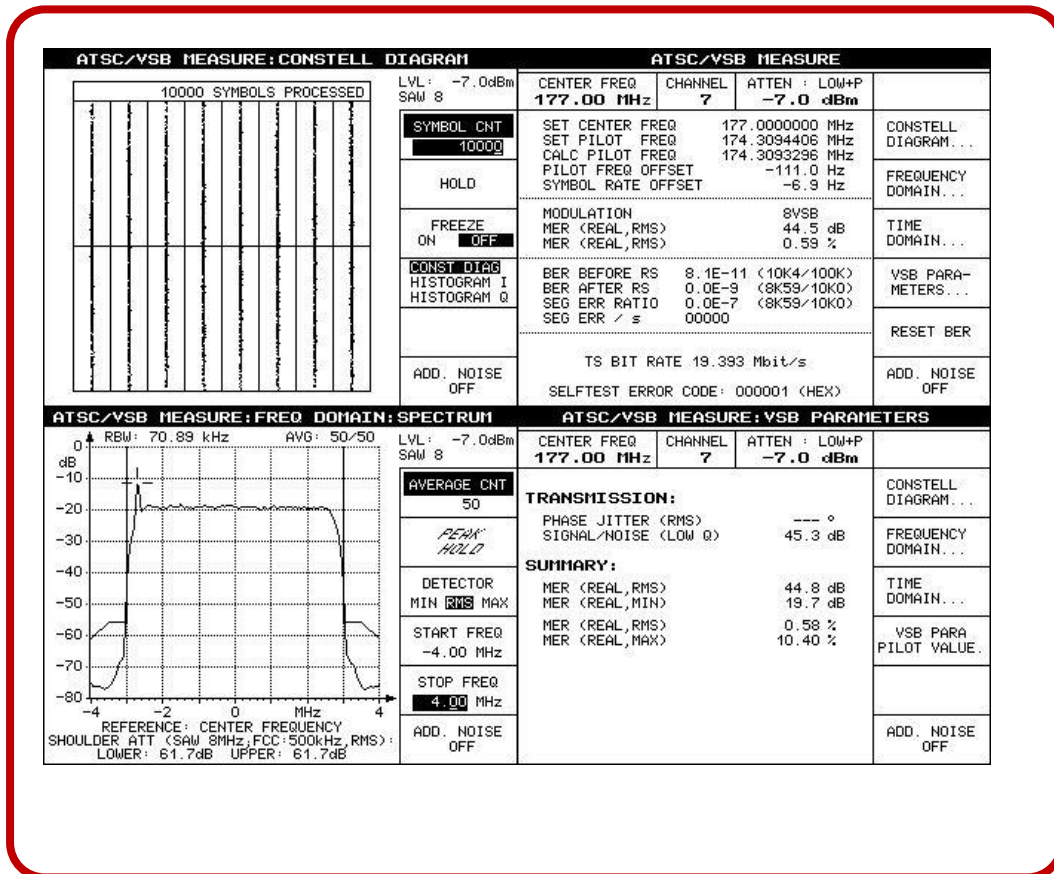 ATSC/VSB MEASURE:CONSTELL DIAGRAM
10000 SYMBOLS PROCESSED
LVL: -7.0dBm
SAW 8
SYMBOL CNT
10000
HOLD
FREEZE
ON OFF
CONST DIAG
HISTOGRAM I
HISTOGRAM Q
ADD. NOISE
OFF
ATSC/VSB MEASURE
CENTER FREQ CHANNEL ATTEN : LOW+P
177.00 MHz 7 -7.0 dBm
SET CENTER FREQ 177.0000000 MHz
SET PILOT FREQ 174.3094406 MHz
CALC PILOT FREQ 174.3093296 MHz
PILOT FREQ OFFSET -111.0 Hz
SYMBOL RATE OFFSET -6.9 Hz
MODULATION 8VSB
MER (REAL,RMS) 44.5 dB
MER (REAL,RMS) 0.59 %
BER BEFORE RS 8.1E-11 (10K4/100K)
BER AFTER RS 0.0E-9 (8K59/10K0)
SEG ERR RATIO 0.0E-7 (8K59/10K0)
SEG ERR / s 00000
TS BIT RATE 19.393 Mbit/s
SELFTEST ERROR CODE: 000001 (HEX)
CONSTELL
DIAGRAM...
FREQUENCY
DOMAIN...
TIME
DOMAIN...
VSB PARA-
METERS...
RESET BER
ADD. NOISE
OFF
ATSC/VSB MEASURE:FREQ DOMAIN:SPECTRUM
RBW: 70.89 kHz AVG: 50/50
0
dB
-10
-20
-30
-40
-50
-60
-70
-80
-4 -2 0 MHz 4
REFERENCE: CENTER FREQUENCY
SHOULDER ATT (SAW 8MHz;FCC:500kHz,RMS):
LOWER: 61.7dB UPPER: 61.7dB
LVL: -7.0dBm
SAW 8
AVERAGE CNT
50
PEAK
HOLD
DETECTOR
MIN RMS MAX
START FREQ
-4.00 MHz
STOP FREQ
4.00 MHz
ADD. NOISE
OFF
ATSC/VSB MEASURE:VSB PARAMETERS
CENTER FREQ CHANNEL ATTEN : LOW+P
177.00 MHz 7 -7.0 dBm
TRANSMISSION:
PHASE JITTER (RMS) --- °
SIGNAL/NOISE (LOW Q) 45.3 dB
SUMMARY:
MER (REAL,RMS) 44.8 dB
MER (REAL,MIN) 19.7 dB
MER (REAL,RMS) 0.58 %
MER (REAL,MAX) 10.40 %
CONSTELL
DIAGRAM...
FREQUENCY
DOMAIN...
TIME
DOMAIN...
VSB PARA
PILOT VALUE.
ADD. NOISE
OFF